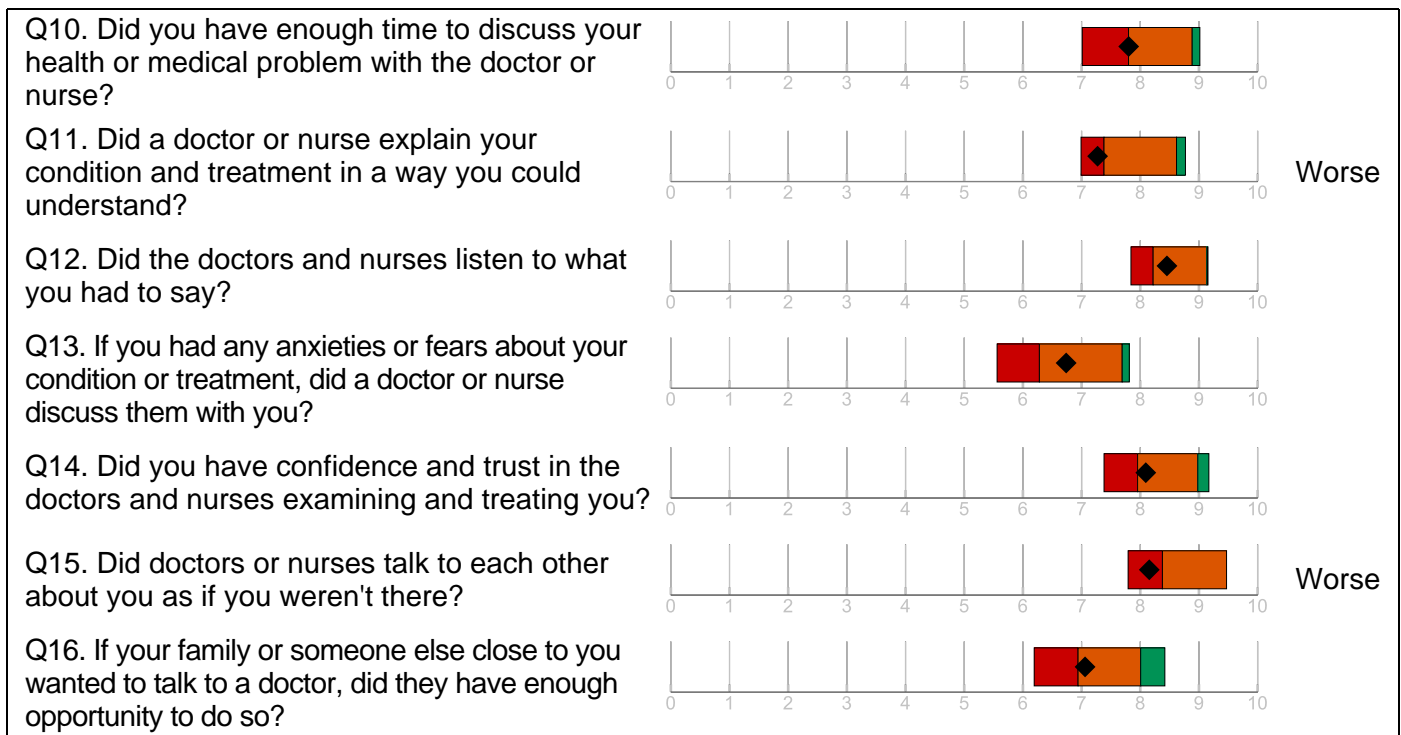 Q10. Did you have enough time to discuss your
health or medical problem with the doctor or
nurse?
0 1 2 3 4 5 6 7 8 9 10
Q11. Did a doctor or nurse explain your
condition and treatment in a way you could
understand?
0 1 2 3 4 5 6 7 8 9 10
Worse
Q12. Did the doctors and nurses listen to what
you had to say?
0 1 2 3 4 5 6 7 8 9 10
Q13. If you had any anxieties or fears about your
condition or treatment, did a doctor or nurse
discuss them with you?
0 1 2 3 4 5 6 7 8 9 10
Q14. Did you have confidence and trust in the
doctors and nurses examining and treating you?
0 1 2 3 4 5 6 7 8 9 10
Q15. Did doctors or nurses talk to each other
about you as if you weren't there?
0 1 2 3 4 5 6 7 8 9 10
Worse
Q16. If your family or someone else close to you
wanted to talk to a doctor, did they have enough
opportunity to do so?
0 1 2 3 4 5 6 7 8 9 10